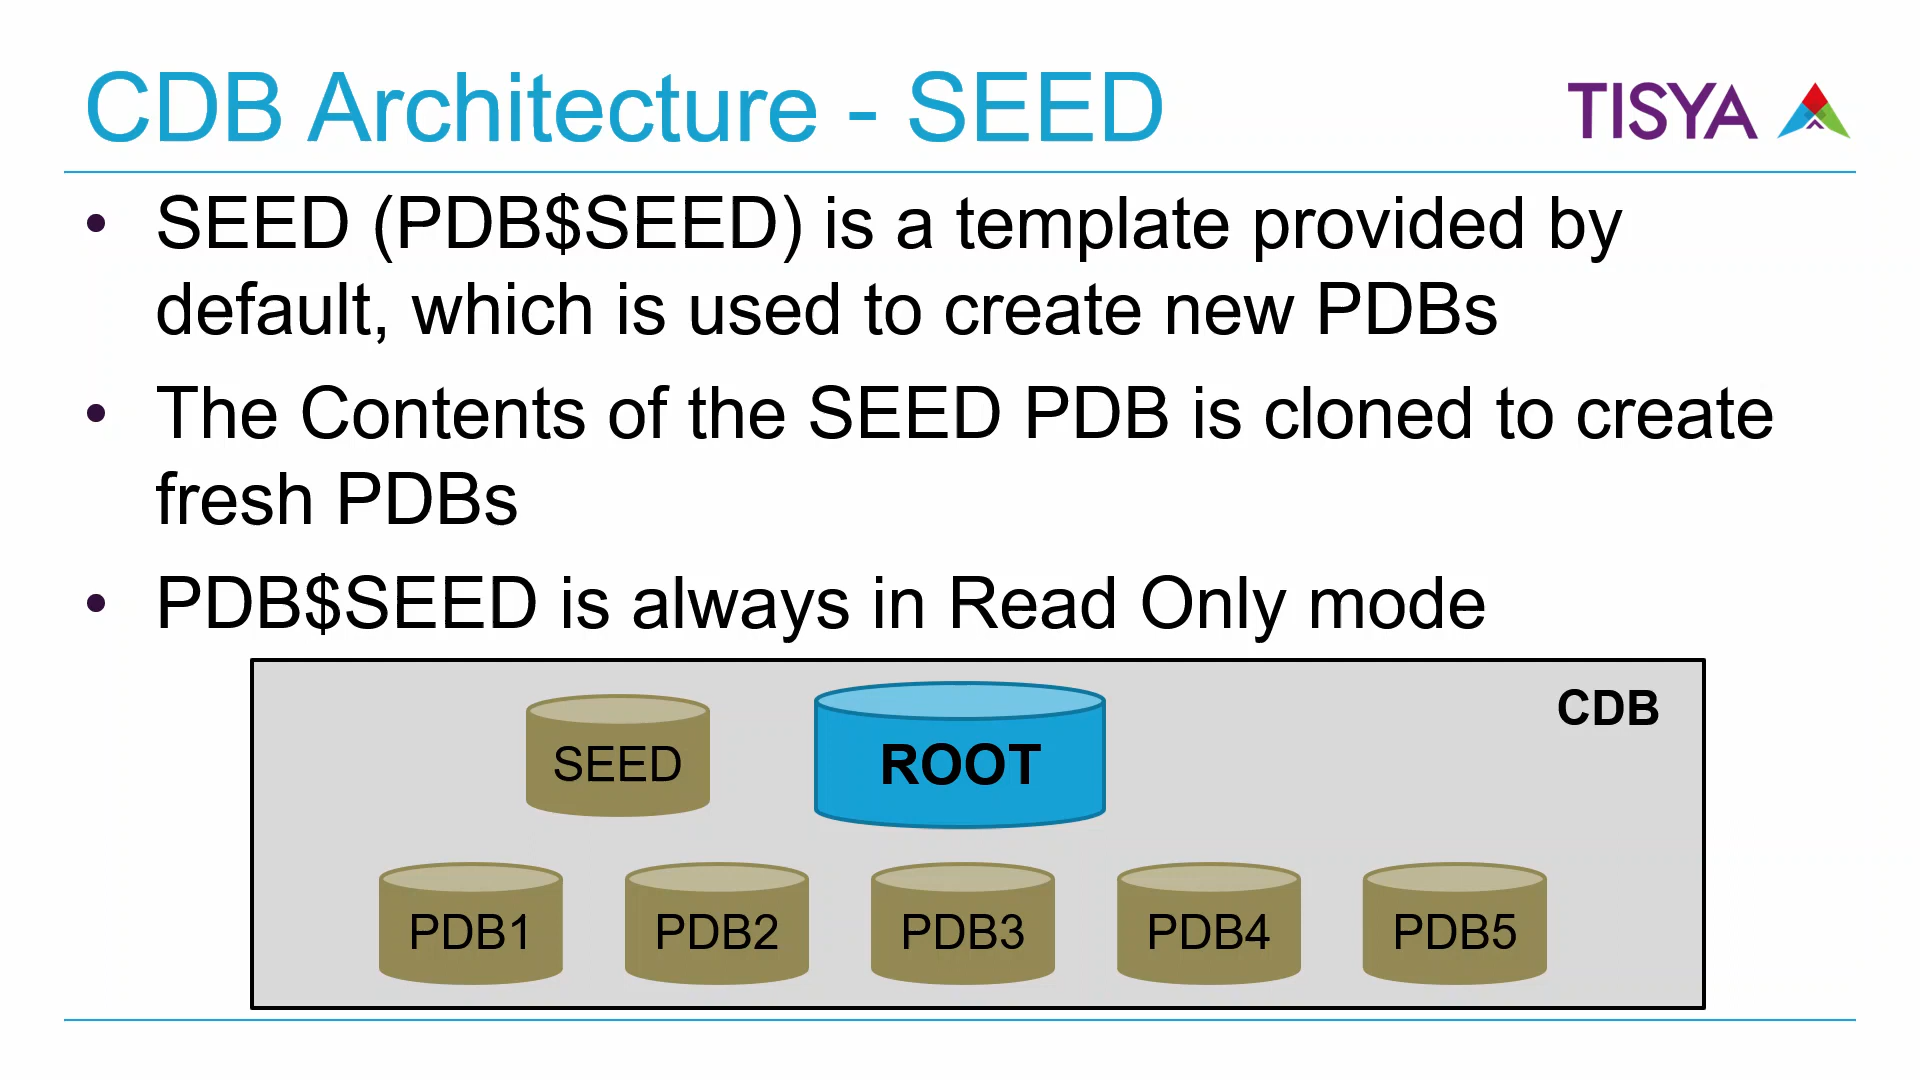 CDB Architecture - SEED
TISYA
• SEED (PDB$SEED) is a template provided by
default, which is used to create new PDBs
• The Contents of the SEED PDB is cloned to create
fresh PDBs
• PDB$SEED is always in Read Only mode
CDB
SEED
ROOT
PDB1
PDB2
PDB3
PDB4
PDB5